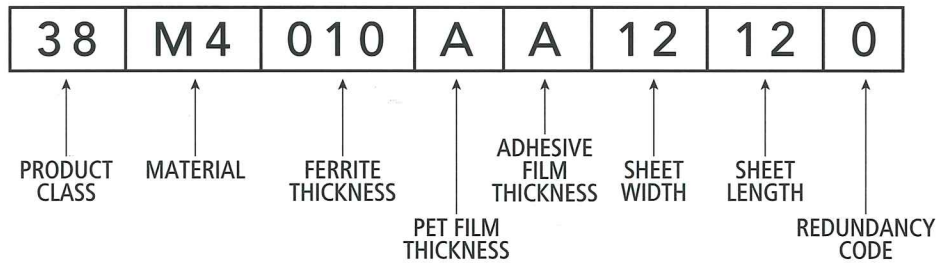 38 M4 010 A A 12 12 0
PRODUCT
CLASS
MATERIAL
FERRITE
THICKNESS
PET FILM
THICKNESS
ADHESIVE
FILM
THICKNESS
SHEET
WIDTH
SHEET
LENGTH
REDUNDANCY
CODE